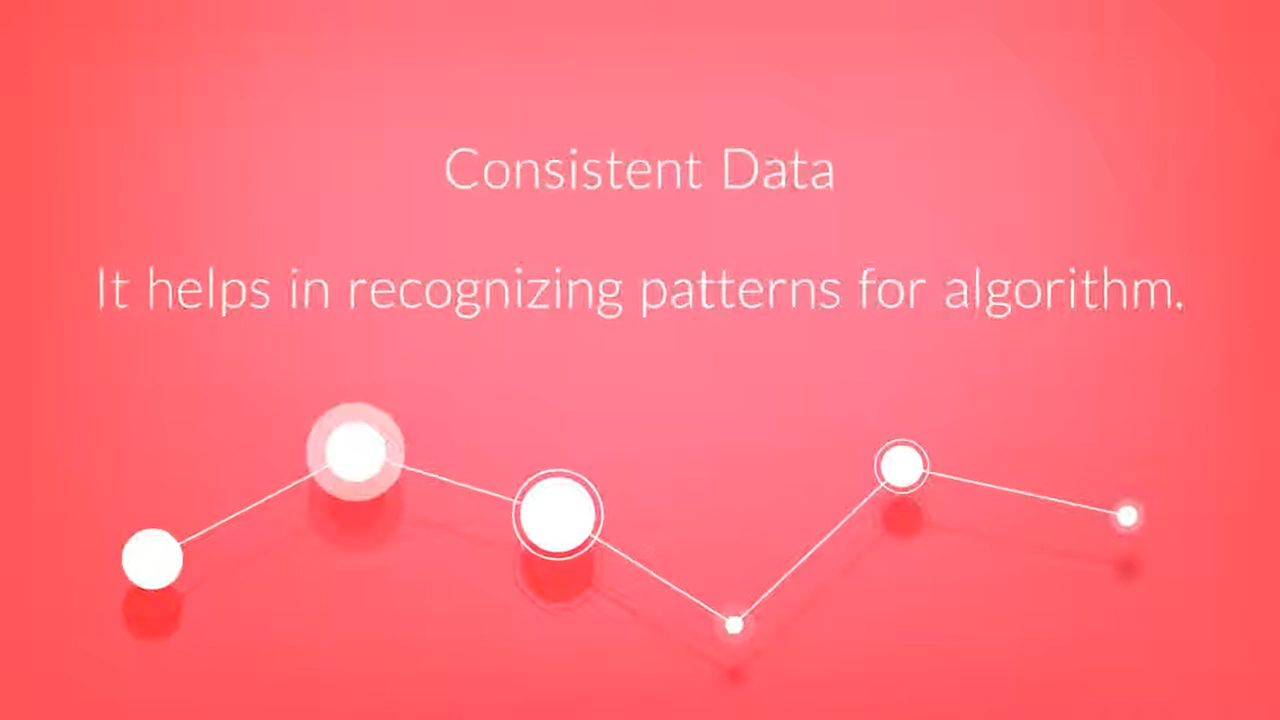 Consistent Data
It helps in recognizing patterns for algorithm.